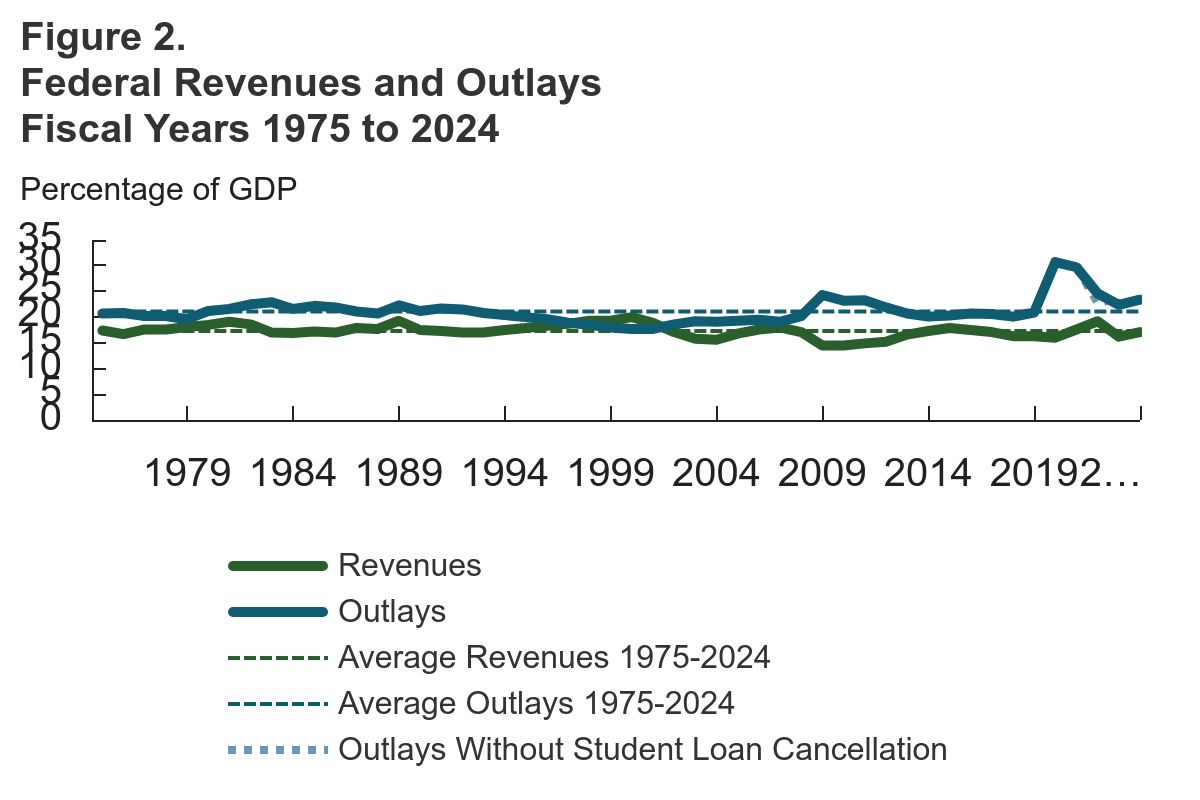 Figure 2.
Federal Revenues and Outlays
Fiscal Years 1975 to 2024
Percentage of GDP
35
30
25
20
15
10
5
0
1979 1984 1989 1994 1999 2004 2009 2014 2019 2…
Revenues
Outlays
Average Revenues 1975-2024
Average Outlays 1975-2024
Outlays Without Student Loan Cancellation